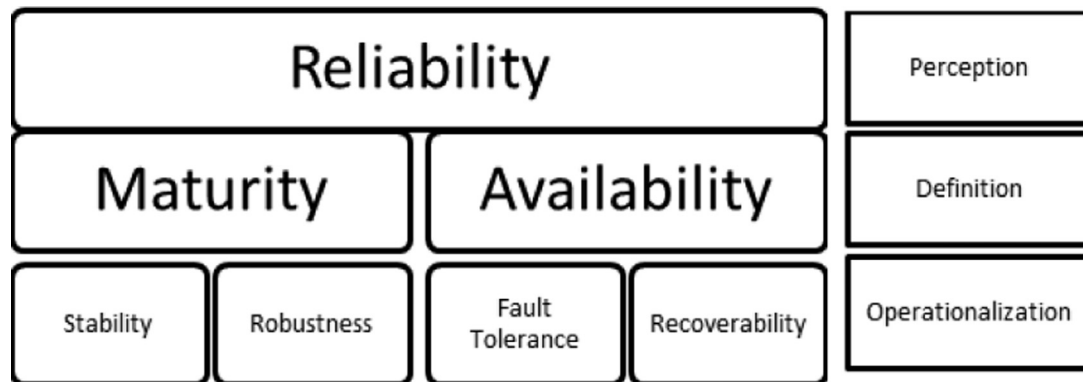 Reliability
Perception
Maturity
Availability
Definition
Stability
Robustness
Fault
Tolerance
Recoverability
Operationalization